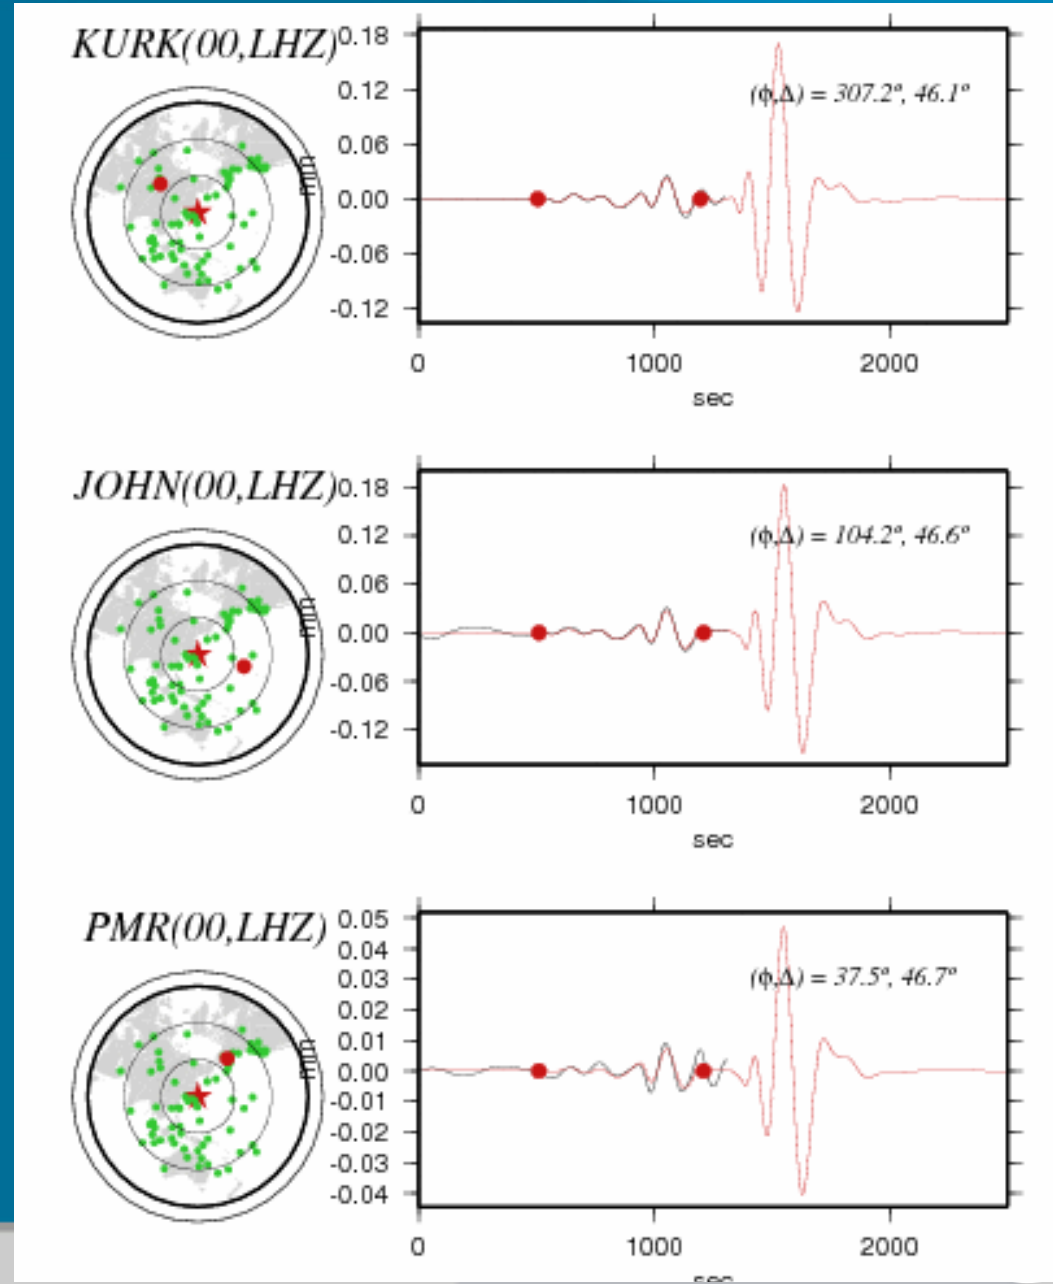 KURK(00,LHZ)
0.18
0.12
0.06
0.00
-0.06
-0.12
mm
(ϕ,Δ) = 307.2º, 46.1º
0 1000 2000
sec
JOHN(00,LHZ)
0.18
0.12
0.06
0.00
-0.06
-0.12
mm
(ϕ,Δ) = 104.2º, 46.6º
0 1000 2000
sec
PMR(00,LHZ)
0.05
0.04
0.03
0.02
0.01
0.00
-0.01
-0.02
-0.03
-0.04
mm
(ϕ,Δ) = 37.5º, 46.7º
0 1000 2000
sec